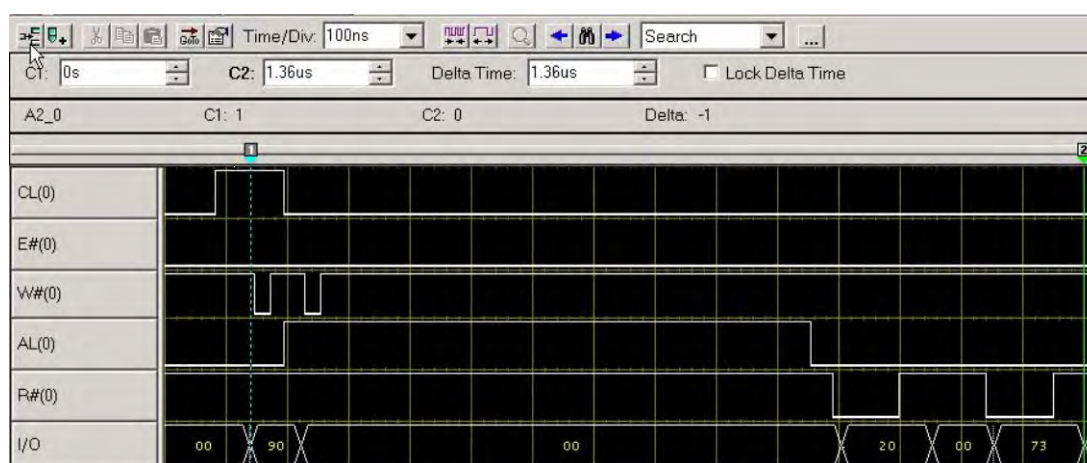 Goto Time/Div: 100ns Search ...
C1: 0s C2: 1.36us Delta Time: 1.36us Lock Delta Time
A2_0 C1: 1 C2: 0 Delta: -1
1 2
CL(0)
E#(0)
W#(0)
AL(0)
R#(0)
I/O 00 90 00 20 00 73